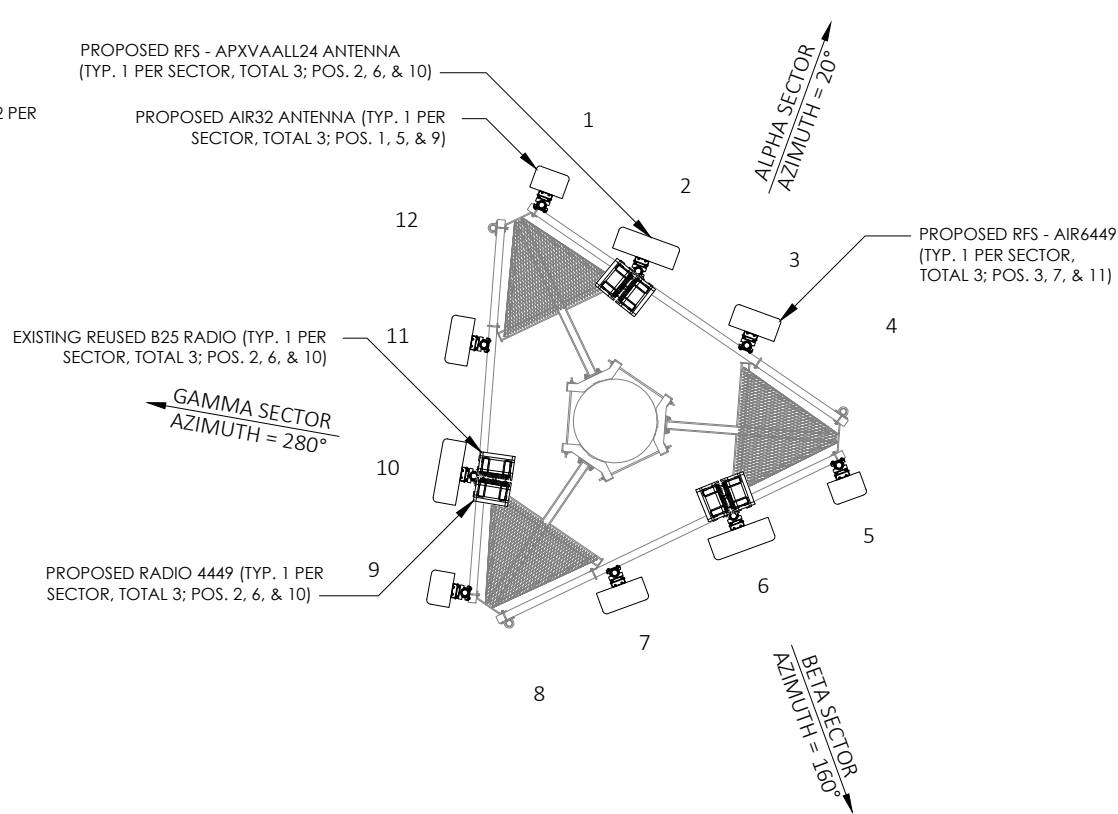 PROPOSED RFS - APXVAALL24 ANTENNA
(TYP. 1 PER SECTOR, TOTAL 3; POS. 2, 6, & 10)
2 PER
PROPOSED AIR32 ANTENNA (TYP. 1 PER
SECTOR, TOTAL 3; POS. 1, 5, & 9)
1
ALPHA SECTOR
AZIMUTH = 20°
2
12
PROPOSED RFS - AIR6449
(TYP. 1 PER SECTOR,
TOTAL 3; POS. 3, 7, & 11)
3
4
EXISTING REUSED B25 RADIO (TYP. 1 PER
SECTOR, TOTAL 3; POS. 2, 6, & 10)
11
GAMMA SECTOR
AZIMUTH = 280°
10
5
PROPOSED RADIO 4449 (TYP. 1 PER
SECTOR, TOTAL 3; POS. 2, 6, & 10)
9
6
7
8
BETA SECTOR
AZIMUTH = 160°